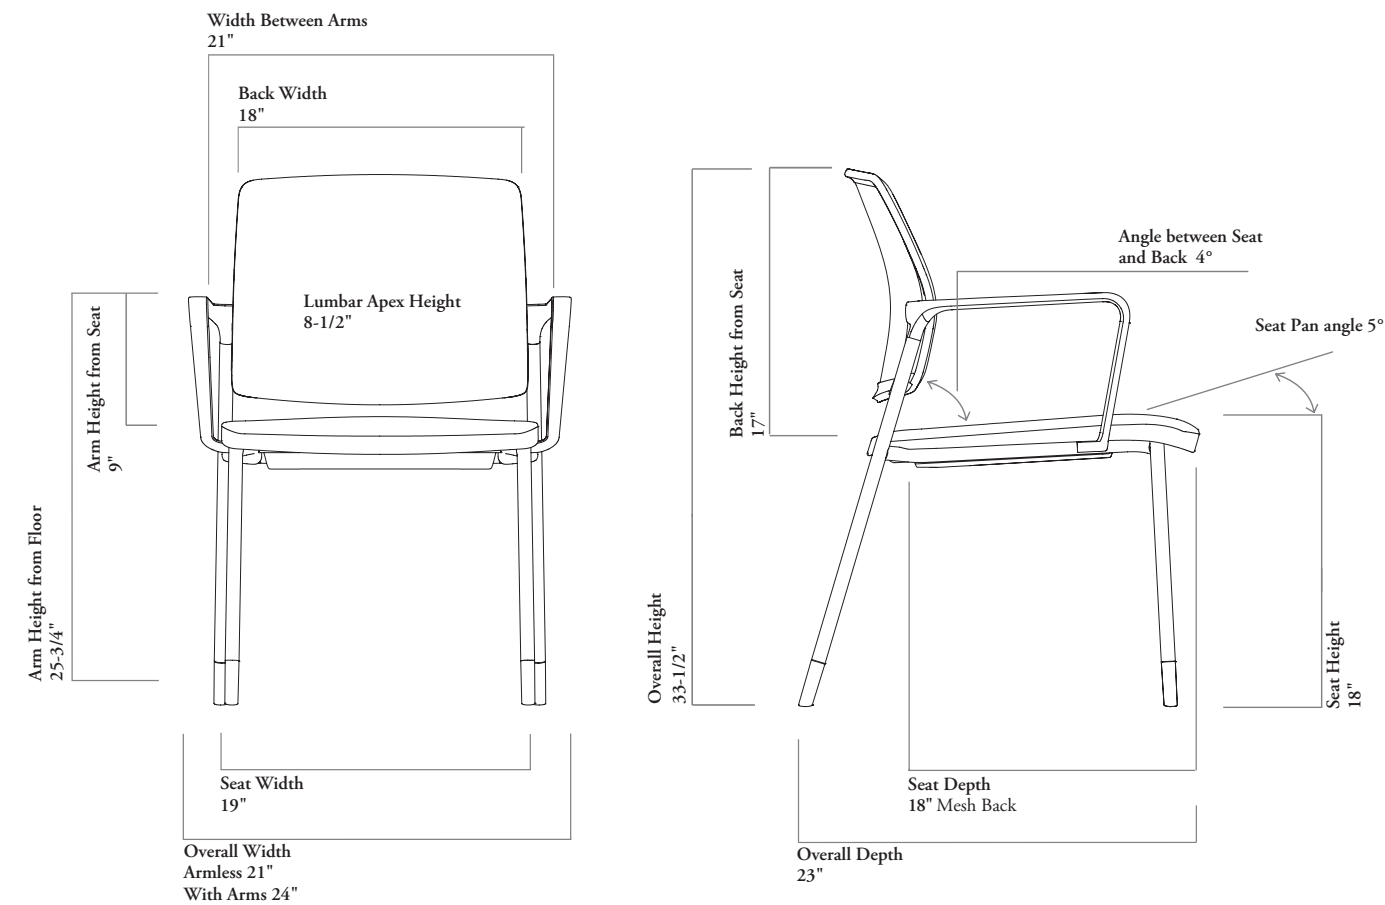 Width Between Arms
21"
Back Width
18"
Lumbar Apex Height
8-1/2"
Arm Height from Seat
9"
Arm Height from Floor
25-3/4"
Seat Width
19"
Overall Width
Armless 21"
With Arms 24"
Angle between Seat
and Back 4°
Seat Pan angle 5°
Back Height from Seat
17"
Overall Height
33-1/2"
Seat Height
18"
Seat Depth
18" Mesh Back
Overall Depth
23"